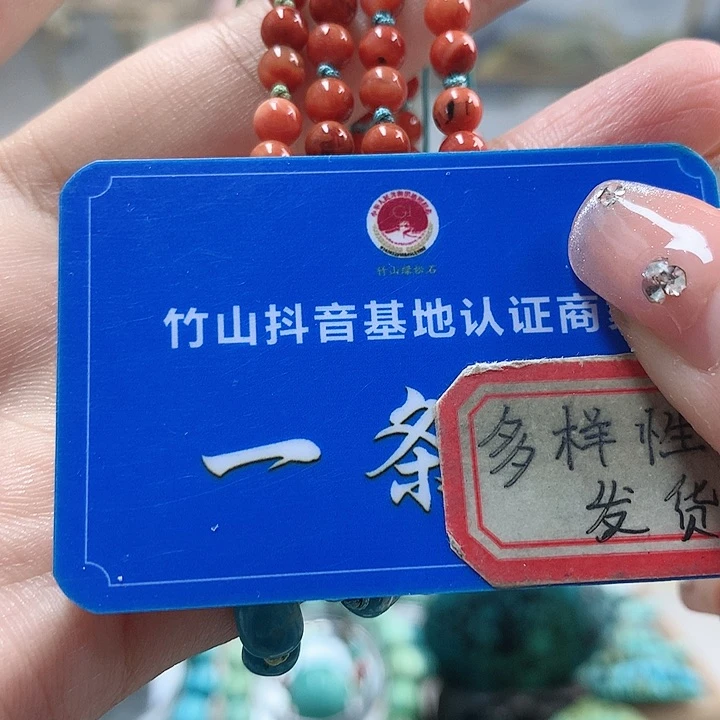 竹山绿松石
竹山抖音基地认证商
一条
多样性
发货